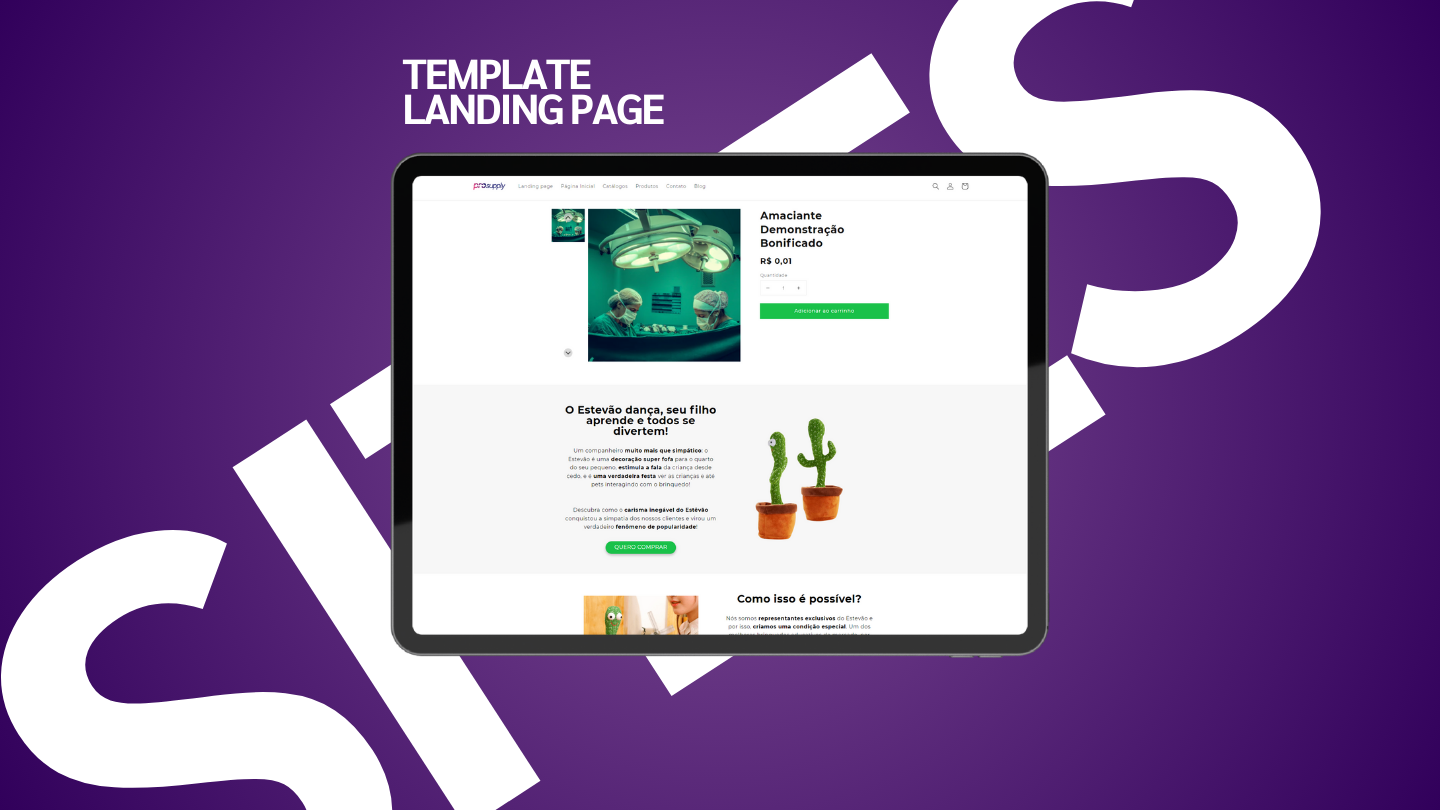 TEMPLATE
LANDING PAGE
SITES
prosupply Landing page Página Inicial Catálogos Produtos Contato Blog
Amaciante
Demonstração
Bonificado
R$ 0,01
Quantidade
− 1 +
Adicionar ao carrinho
O Estevão dança, seu filho
aprende e todos se
divertem!
Um companheiro muito mais que simpático: o
Estevão é uma decoração super fofa para o quarto
do seu pequeno, estimula a fala da criança desde
cedo, e é uma verdadeira festa ver as crianças e até
pets interagindo com o brinquedo!
Descubra como o carisma inegável do Estêvão
conquistou a simpatia dos nossos clientes e virou um
verdadeiro fenômeno de popularidade!
QUERO COMPRAR
Como isso é possível?
Nós somos representantes exclusivos do Estevão e
por isso, criamos uma condição especial. Um dos